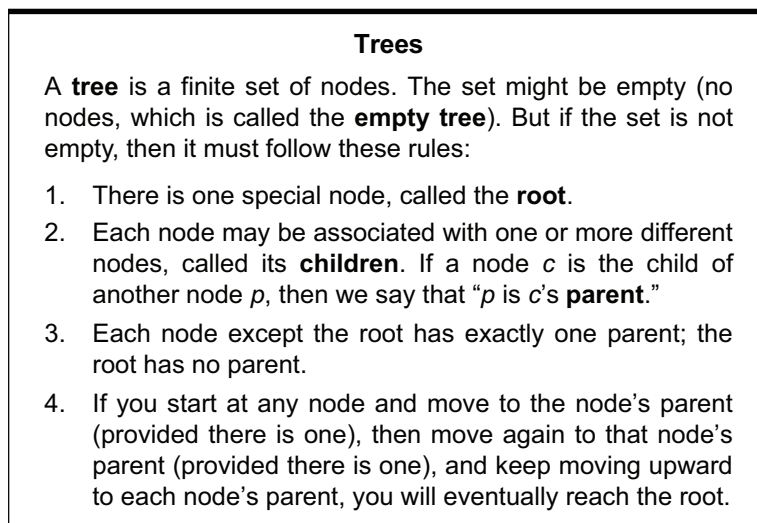 Trees
A tree is a finite set of nodes. The set might be empty (no
nodes, which is called the empty tree). But if the set is not
empty, then it must follow these rules:
1. There is one special node, called the root.
2. Each node may be associated with one or more different
nodes, called its children. If a node c is the child of
another node p, then we say that “p is c’s parent.”
3. Each node except the root has exactly one parent; the
root has no parent.
4. If you start at any node and move to the node’s parent
(provided there is one), then move again to that node’s
parent (provided there is one), and keep moving upward
to each node’s parent, you will eventually reach the root.